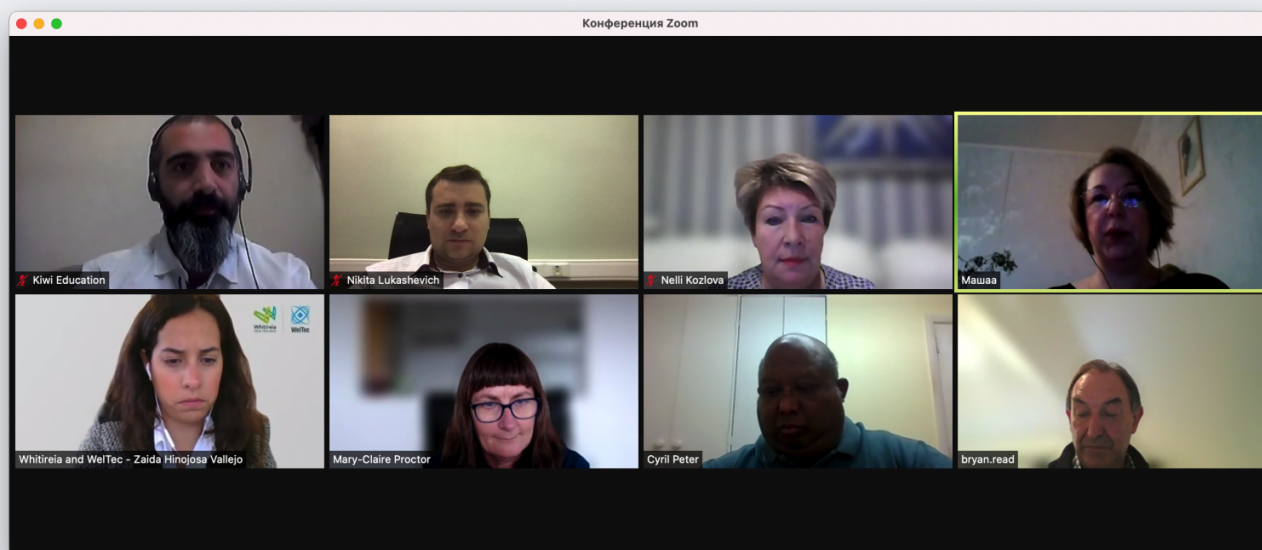 Конференция Zoom
Kiwi Education
Nikita Lukashevich
Nelli Kozlova
Машаа
Whitireia
WelTec
Whitireia and WelTec - Zaida Hinojosa Vallejo
Mary-Claire Proctor
Cyril Peter
bryan.read